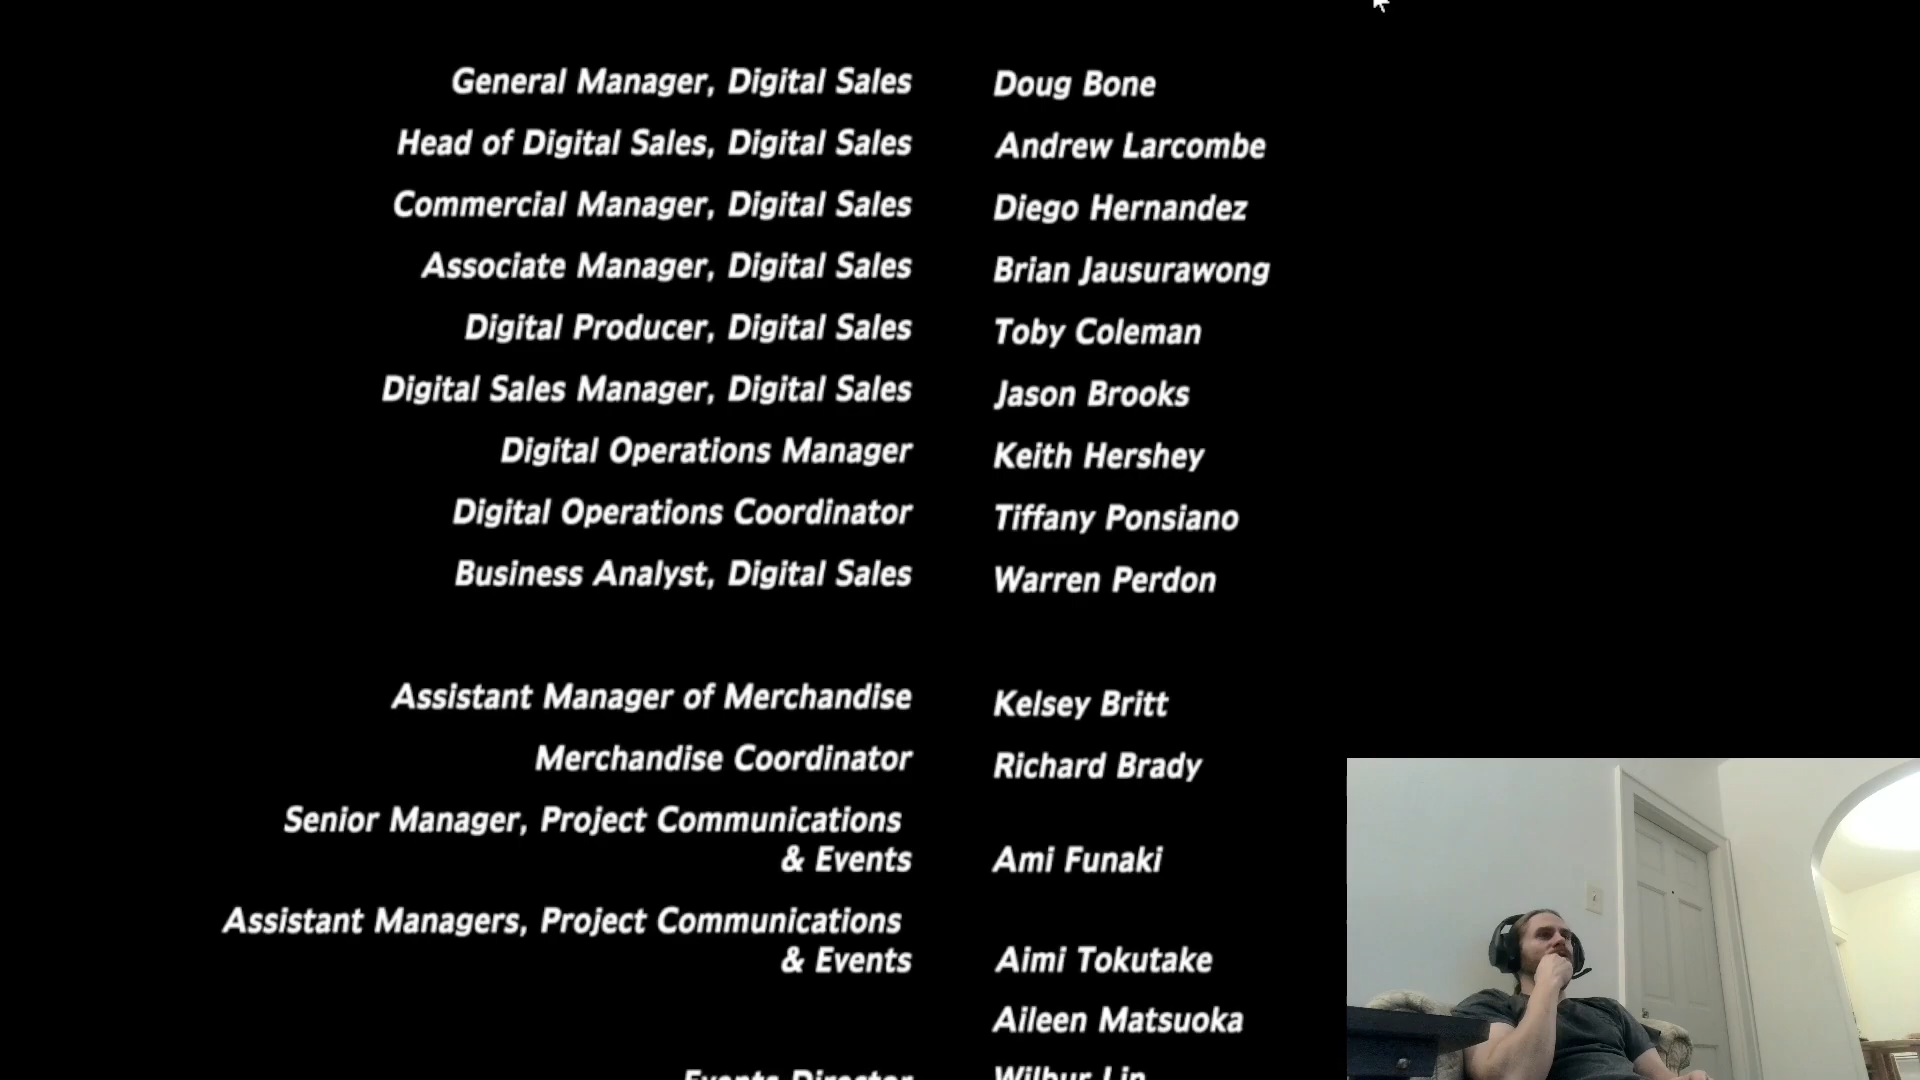 General Manager, Digital Sales Doug Bone
Head of Digital Sales, Digital Sales Andrew Larcombe
Commercial Manager, Digital Sales Diego Hernandez
Associate Manager, Digital Sales Brian Jausurawong
Digital Producer, Digital Sales Toby Coleman
Digital Sales Manager, Digital Sales Jason Brooks
Digital Operations Manager Keith Hershey
Digital Operations Coordinator Tiffany Ponsiano
Business Analyst, Digital Sales Warren Perdon
Assistant Manager of Merchandise Kelsey Britt
Merchandise Coordinator Richard Brady
Senior Manager, Project Communications
& Events Ami Funaki
Assistant Managers, Project Communications
& Events Aimi Tokutake
Aileen Matsuoka
Events Director Wilbur Lin